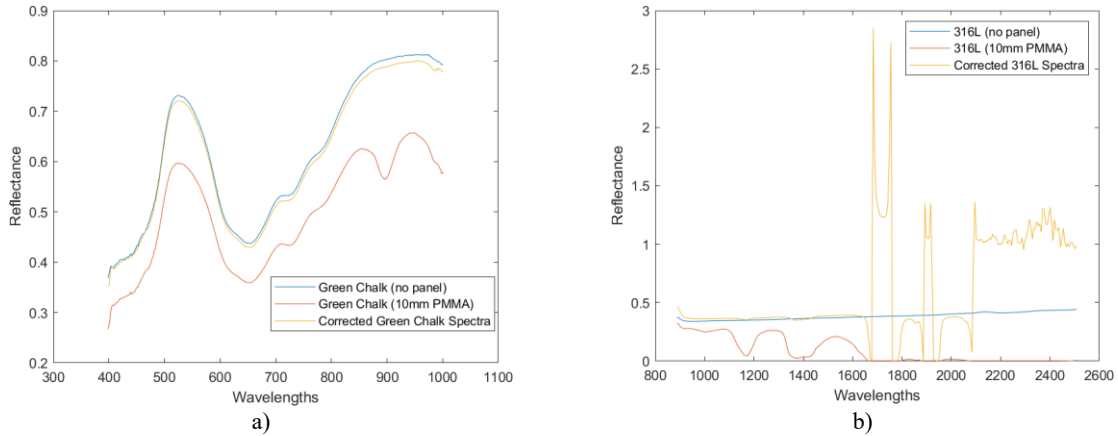 0.9
0.8
0.7
0.6
0.5
0.4
0.3
0.2
Reflectance
300 400 500 600 700 800 900 1000 1100
Wavelengths
Green Chalk (no panel)
Green Chalk (10mm PMMA)
Corrected Green Chalk Spectra
a)
3
2.5
2
1.5
1
0.5
0
Reflectance
800 1000 1200 1400 1600 1800 2000 2200 2400 2600
Wavelengths
316L (no panel)
316L (10mm PMMA)
Corrected 316L Spectra
b)